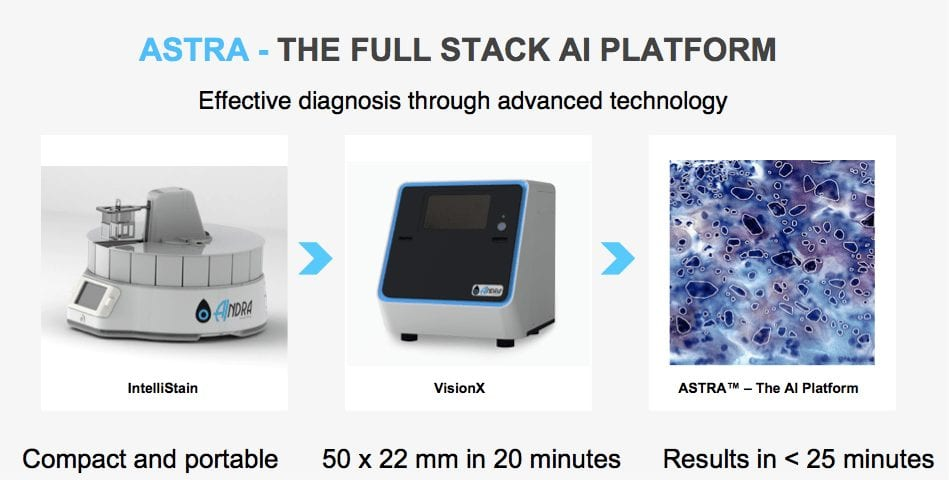 ASTRA - THE FULL STACK AI PLATFORM
Effective diagnosis through advanced technology
AINDRA
AINDRA
IntelliStain
VisionX
ASTRA™ – The AI Platform
Compact and portable
50 x 22 mm in 20 minutes
Results in < 25 minutes